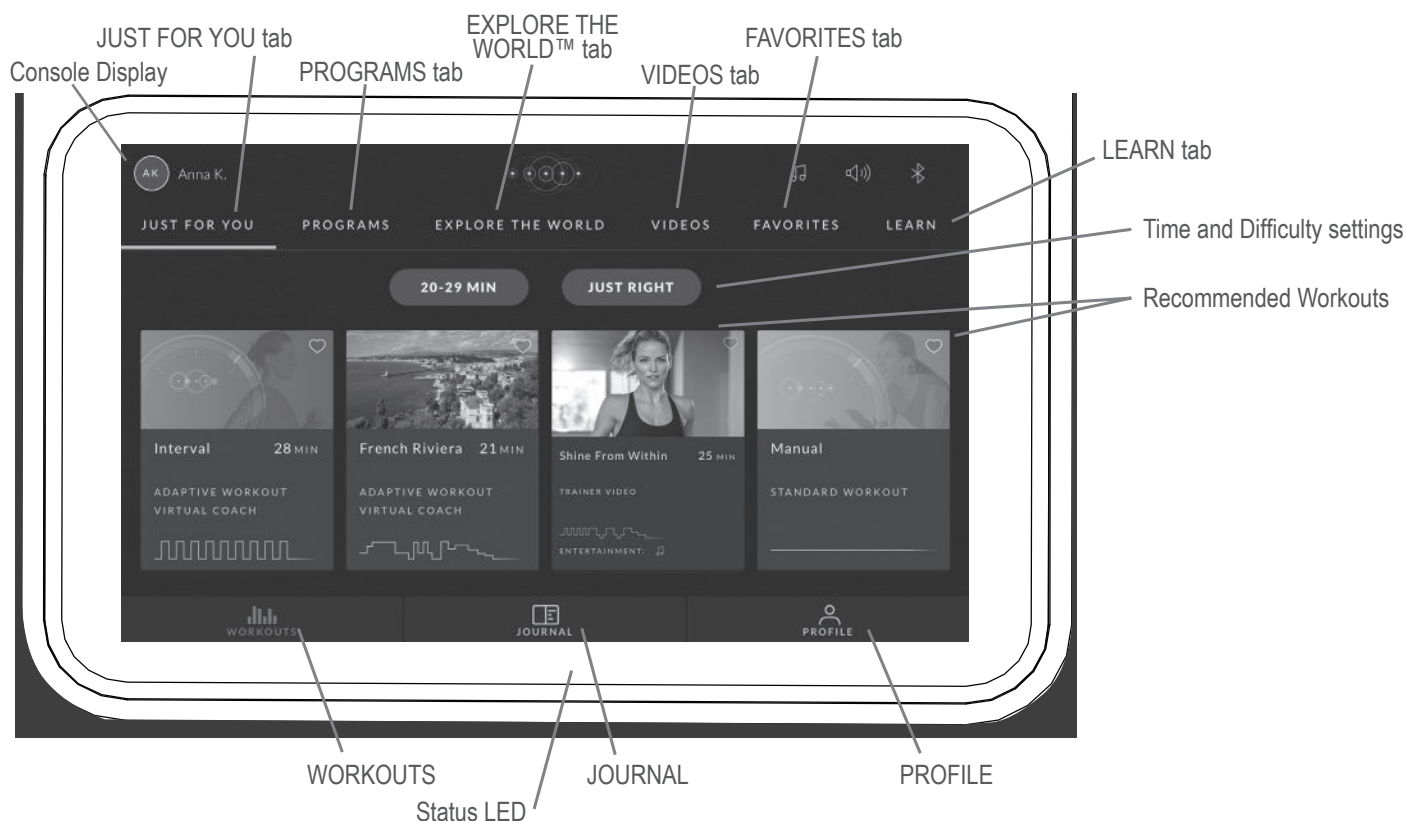 EXPLORE THE
WORLD™ tab
JUST FOR YOU tab
FAVORITES tab
Console Display
PROGRAMS tab
VIDEOS tab
LEARN tab
AK
Anna K.
JUST FOR YOU
PROGRAMS
EXPLORE THE WORLD
VIDEOS
FAVORITES
LEARN
Time and Difficulty settings
20-29 MIN
JUST RIGHT
Recommended Workouts
Interval 28 MIN
ADAPTIVE WORKOUT
VIRTUAL COACH
French Riviera 21 MIN
ADAPTIVE WORKOUT
VIRTUAL COACH
Shine From Within 25 MIN
TRAINER VIDEO
ENTERTAINMENT:
Manual
STANDARD WORKOUT
WORKOUTS
JOURNAL
PROFILE
WORKOUTS
JOURNAL
PROFILE
Status LED